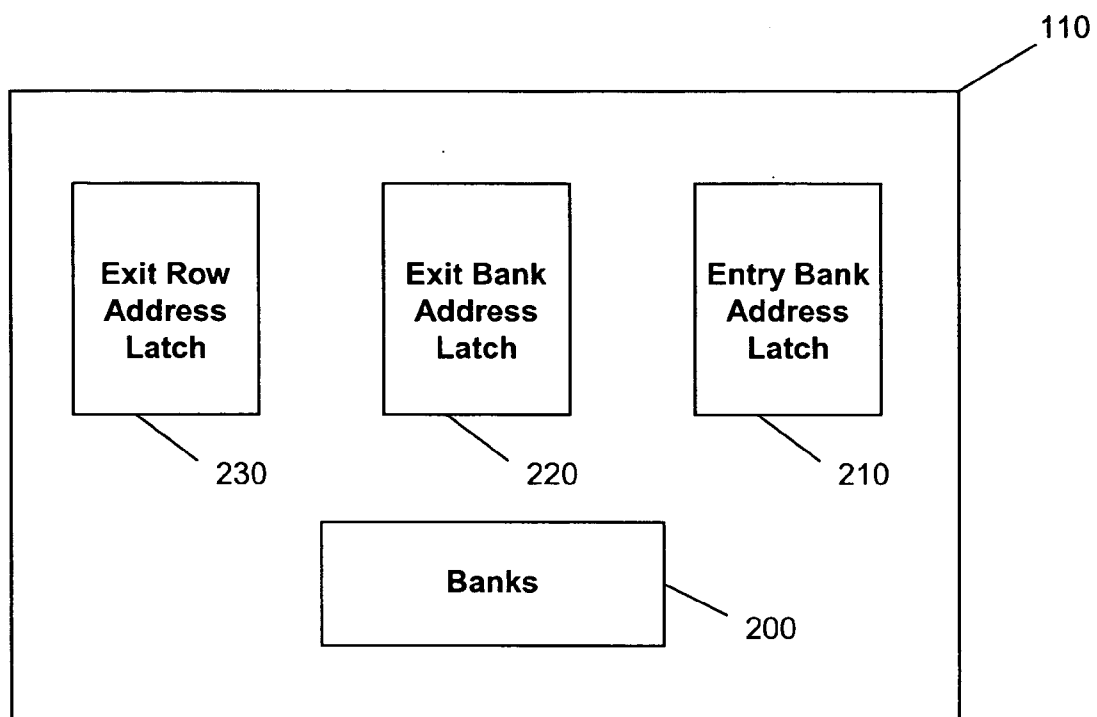 110
Exit Row
Address
Latch
Exit Bank
Address
Latch
Entry Bank
Address
Latch
230
220
210
Banks
200